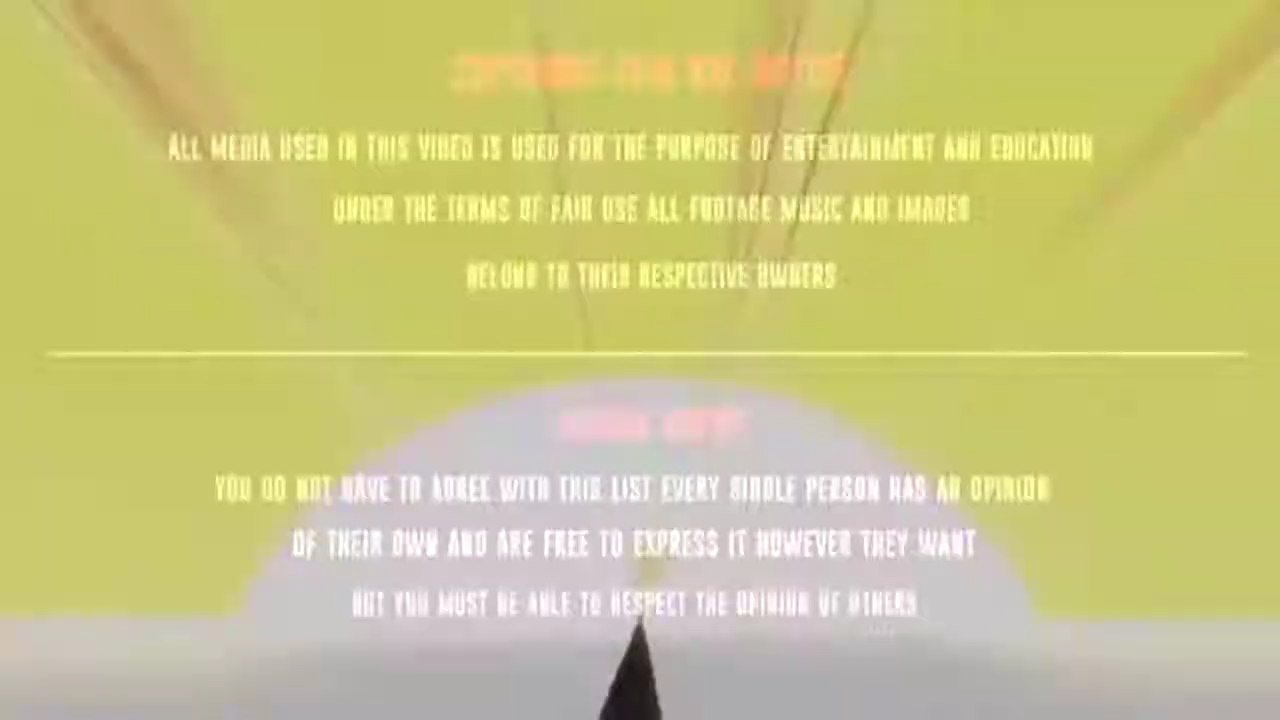 ALL MEDIA USED IN THIS VIDEO IS USED FOR THE PURPOSE OF ENTERTAINMENT AND EDUCATION
UNDER THE TERMS OF FAIR USE ALL FOOTAGE MUSIC AND IMAGES
BELONG TO THEIR RESPECTIVE OWNERS
YOU DO NOT HAVE TO AGREE WITH THIS LIST EVERY SINGLE PERSON HAS AN OPINION
OF THEIR OWN AND ARE FREE TO EXPRESS IT HOWEVER THEY WANT
BUT YOU MUST BE ABLE TO RESPECT THE OPINION OF OTHERS